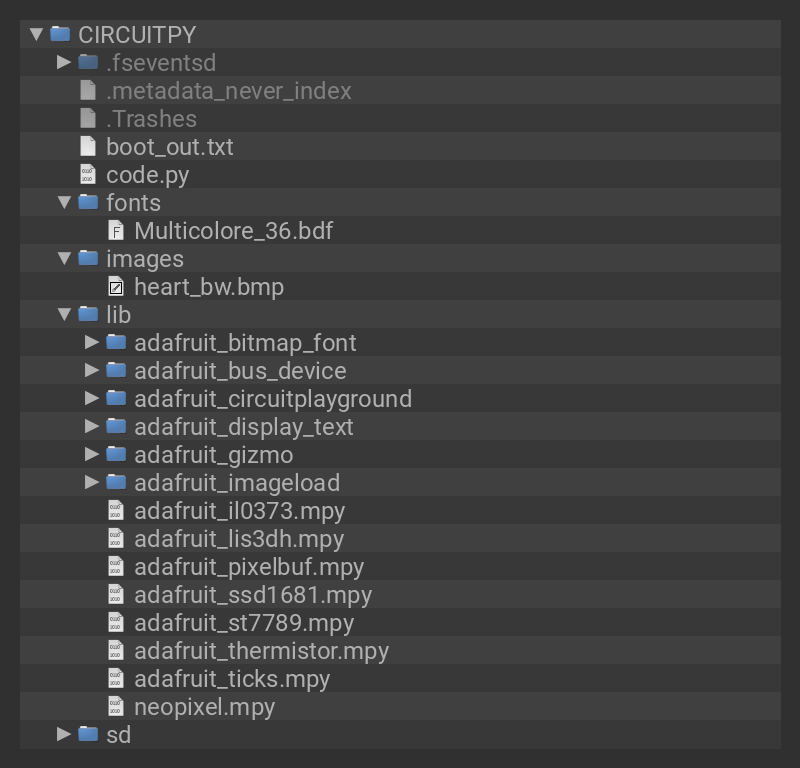 CIRCUITPY
.fseventsd
.metadata_never_index
.Trashes
boot_out.txt
code.py
fonts
Multicolore_36.bdf
images
heart_bw.bmp
lib
adafruit_bitmap_font
adafruit_bus_device
adafruit_circuitplayground
adafruit_display_text
adafruit_gizmo
adafruit_imageload
adafruit_il0373.mpy
adafruit_lis3dh.mpy
adafruit_pixelbuf.mpy
adafruit_ssd1681.mpy
adafruit_st7789.mpy
adafruit_thermistor.mpy
adafruit_ticks.mpy
neopixel.mpy
sd